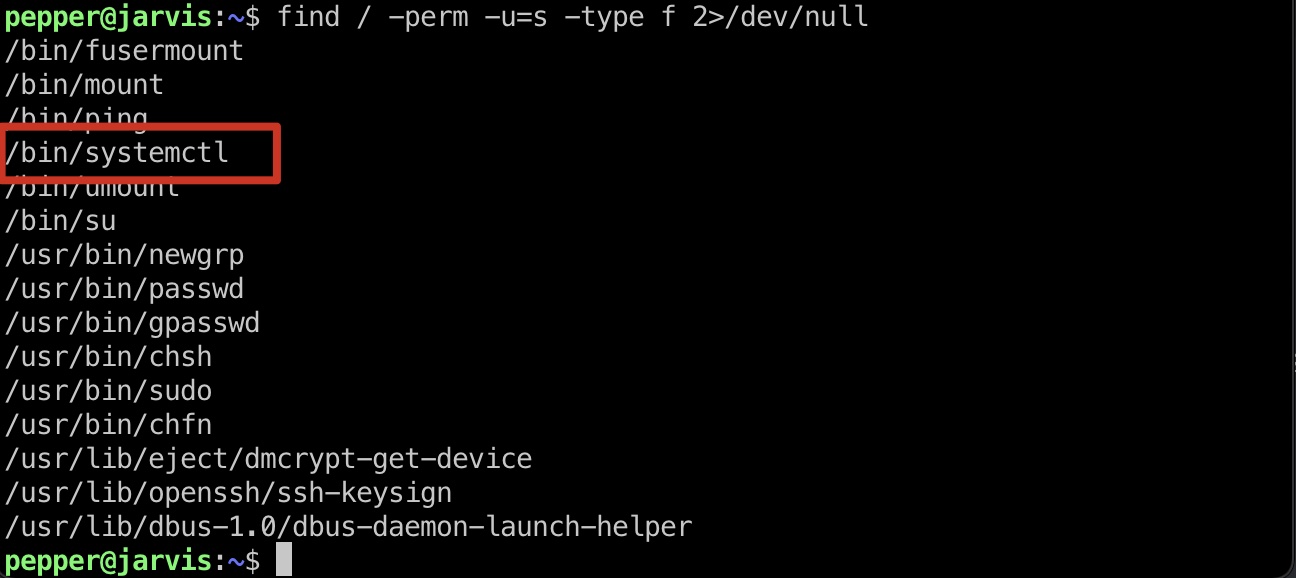 pepper@jarvis:~$ find / -perm -u=s -type f 2>/dev/null
/bin/fusermount
/bin/mount
/bin/ping
/bin/systemctl
/bin/umount
/bin/su
/usr/bin/newgrp
/usr/bin/passwd
/usr/bin/gpasswd
/usr/bin/chsh
/usr/bin/sudo
/usr/bin/chfn
/usr/lib/eject/dmcrypt-get-device
/usr/lib/openssh/ssh-keysign
/usr/lib/dbus-1.0/dbus-daemon-launch-helper
pepper@jarvis:~$